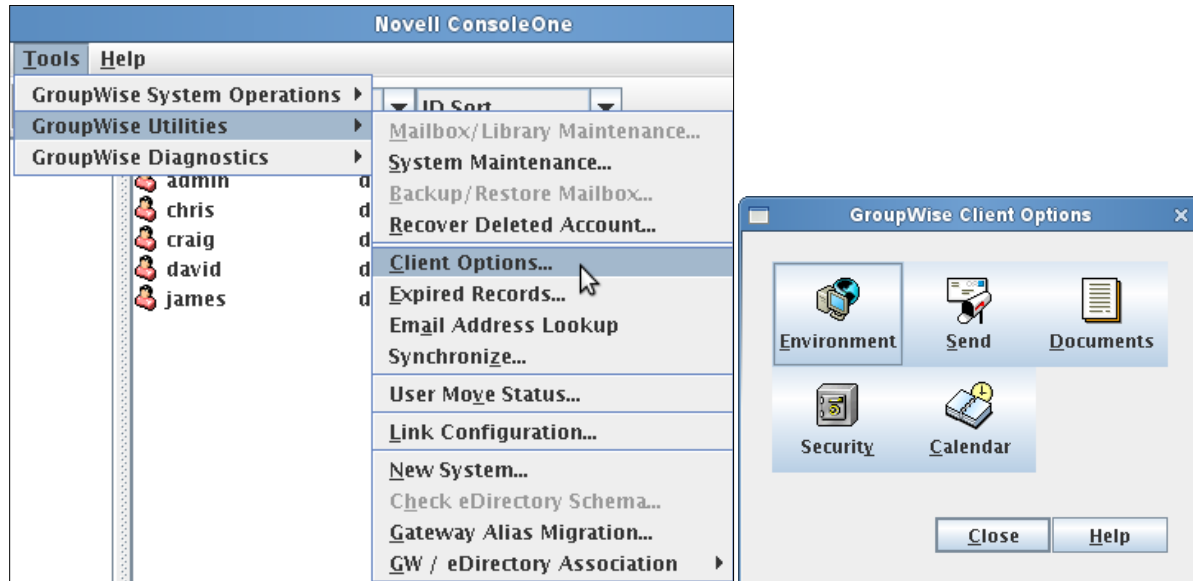 Novell ConsoleOne
Tools Help
GroupWise System Operations
GroupWise Utilities
GroupWise Diagnostics
ID Sort
admin d
chris d
craig d
david d
james d
Mailbox/Library Maintenance...
System Maintenance...
Backup/Restore Mailbox...
Recover Deleted Account...
Client Options...
Expired Records...
Email Address Lookup
Synchronize...
User Move Status...
Link Configuration...
New System...
Check eDirectory Schema...
Gateway Alias Migration...
GW / eDirectory Association
GroupWise Client Options
Environment Send Documents
Security Calendar
Close Help